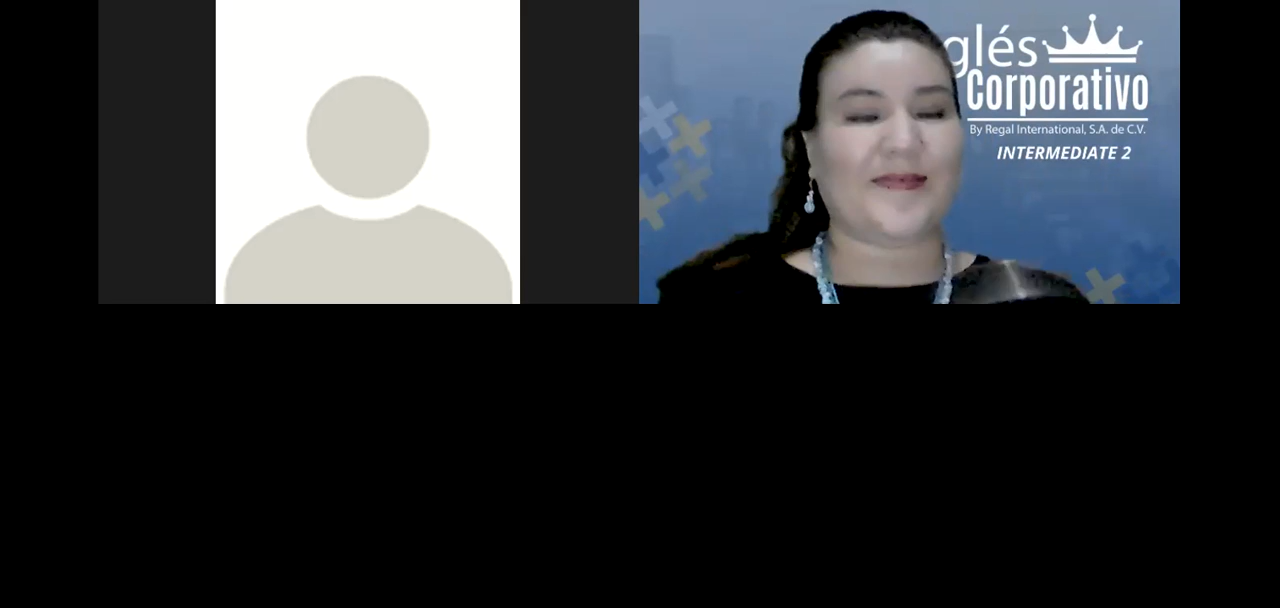 glés
Corporativo
By Regal International, S.A. de C.V.
INTERMEDIATE 2